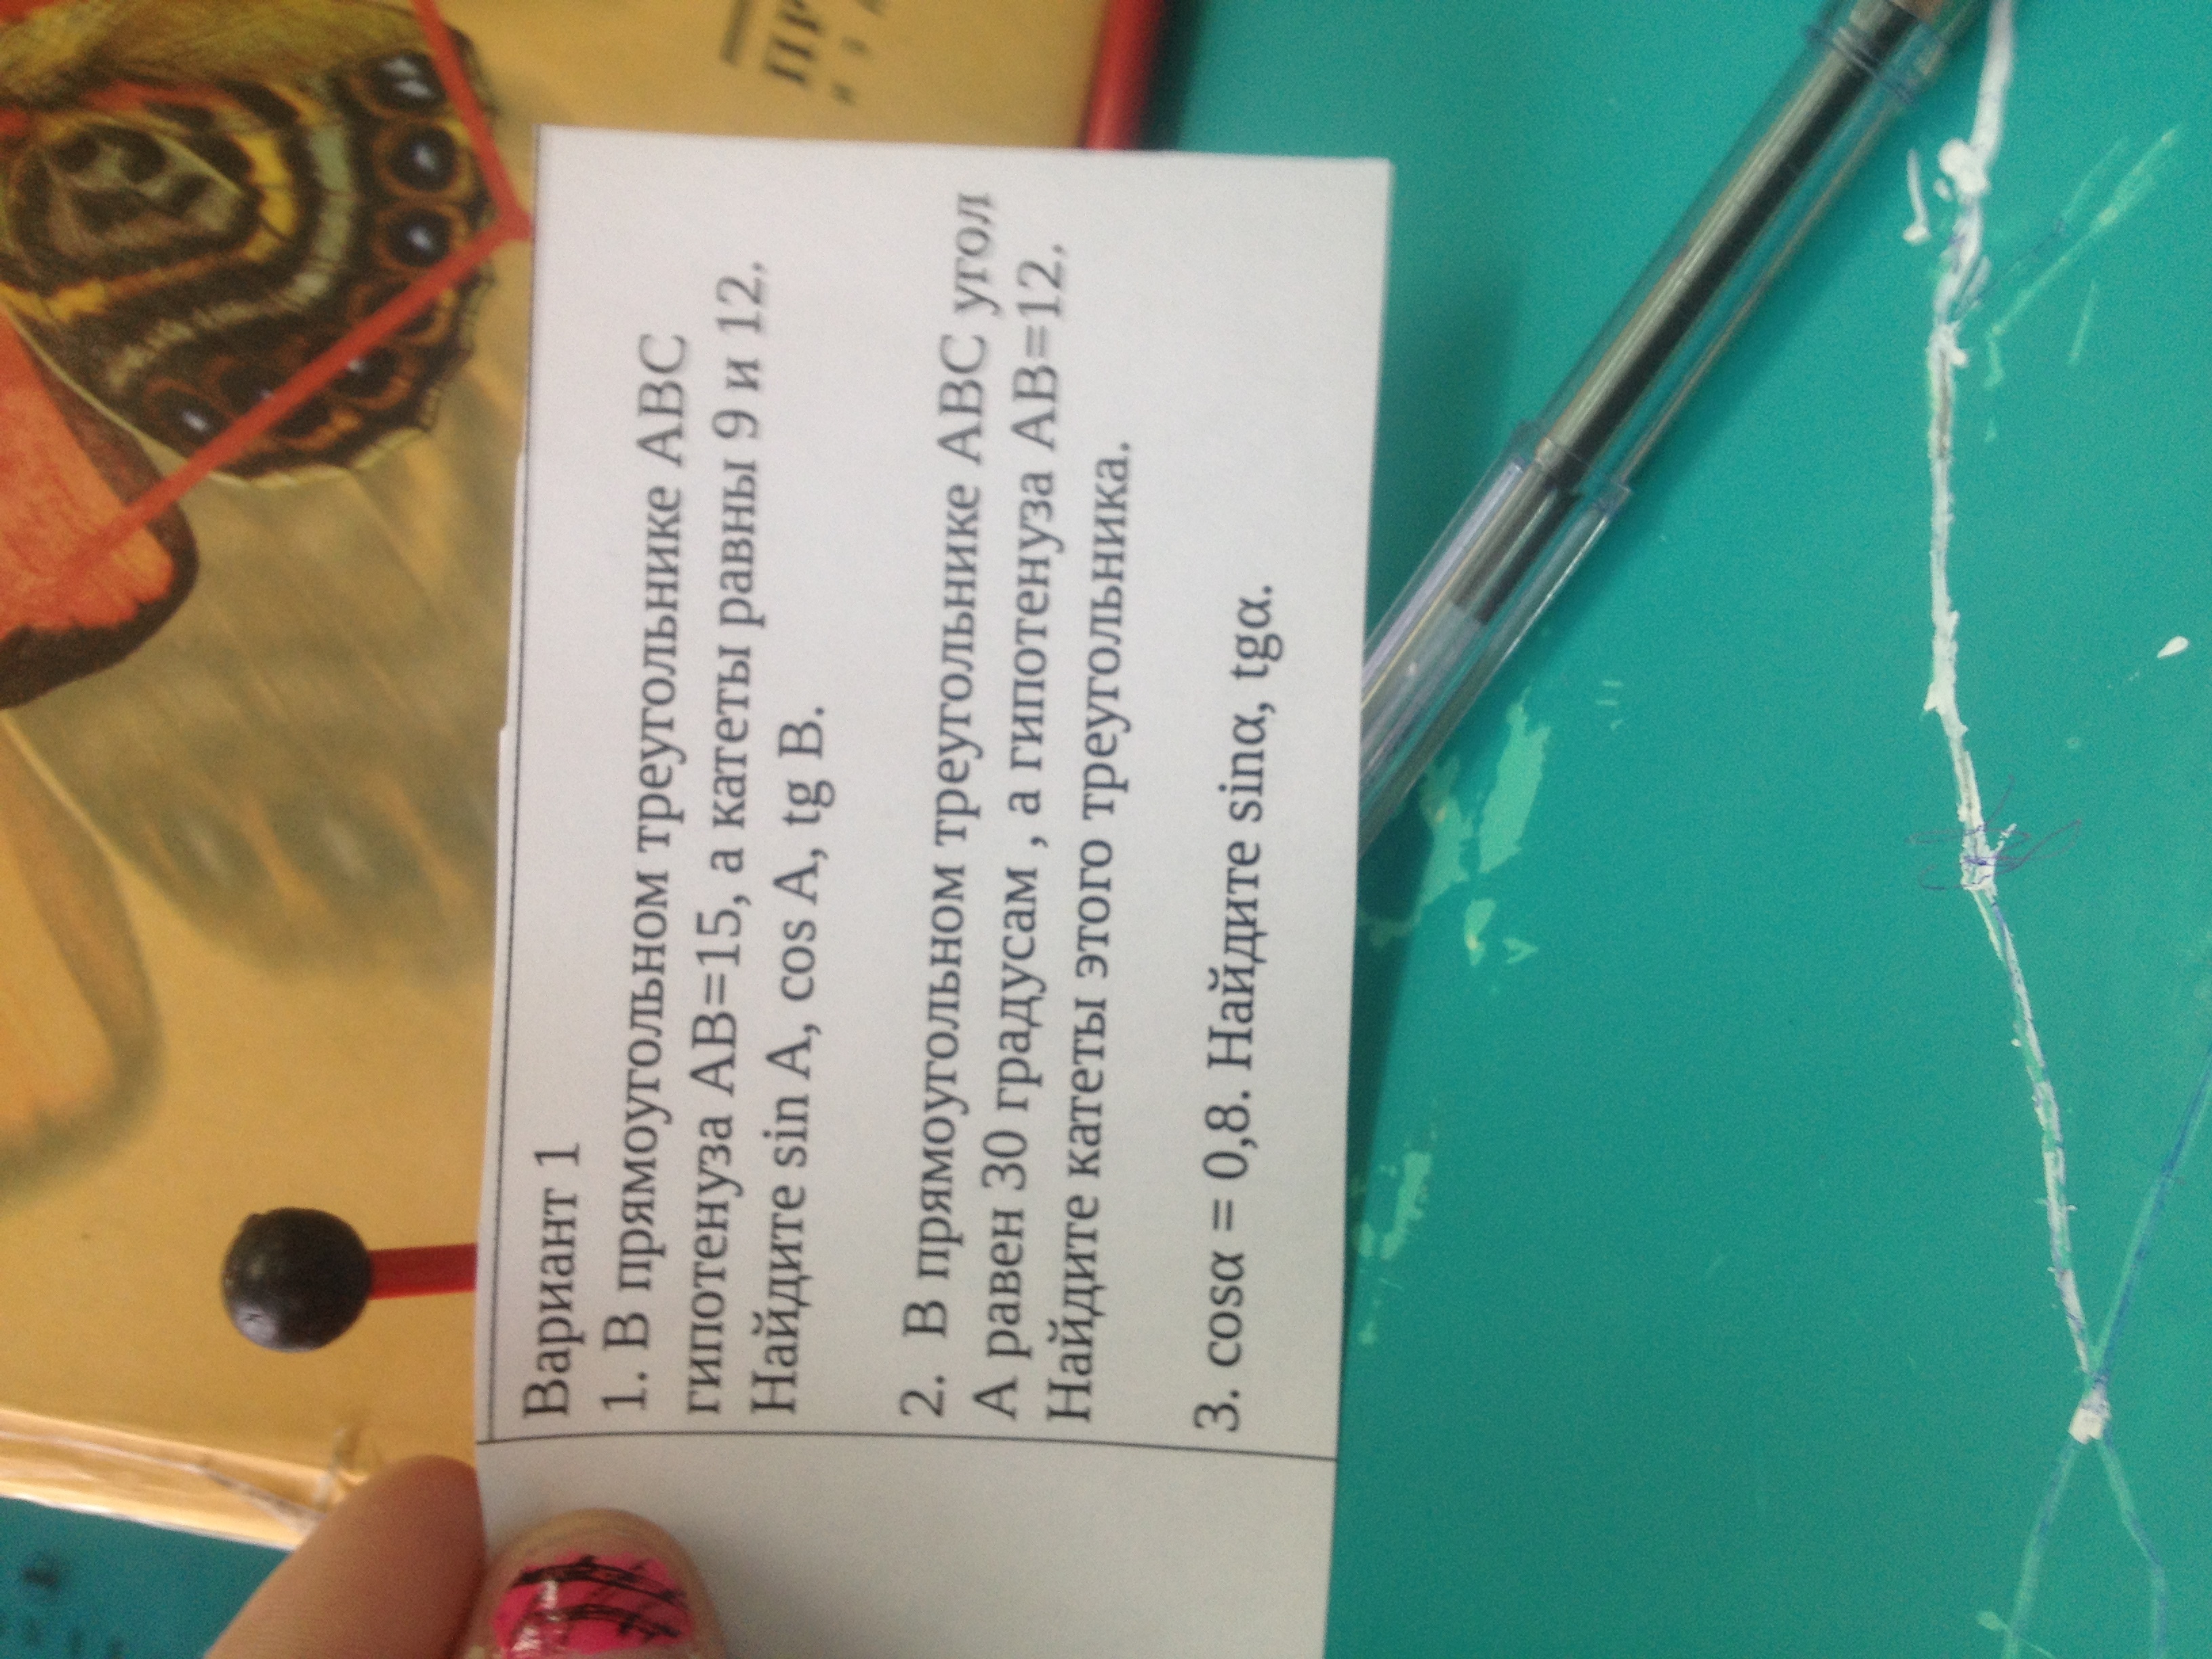 Вариант 1
1. В прямоугольном треугольнике ABC
гипотенуза AB=15, а катеты равны 9 и 12.
Найдите sin A, cos A, tg B.
2. В прямоугольном треугольнике ABC угол
A равен 30 градусам , а гипотенуза AB=12.
Найдите катеты этого треугольника.
3. cosα = 0,8. Найдите sinα, tgα.